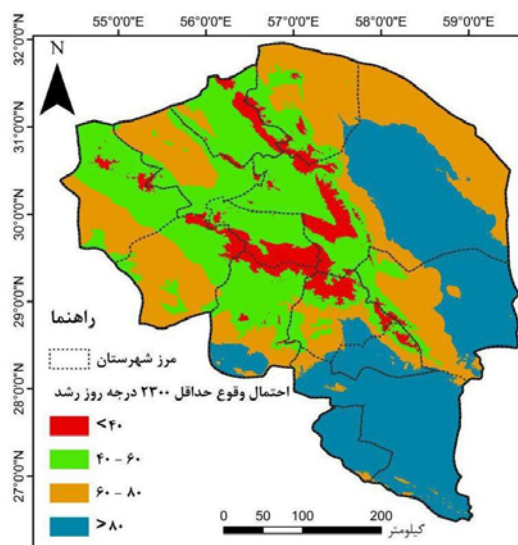 55°0'0"E 56°0'0"E 57°0'0"E 58°0'0"E 59°0'0"E
32°0'0"N
31°0'0"N
30°0'0"N
29°0'0"N
28°0'0"N
27°0'0"N
N
راهنما
مرز شهرستان
احتمال وقوع حداقل ۲۳۰۰ درجه روز رشد
<۴۰
۴۰ - ۶۰
۶۰ - ۸۰
>۸۰
0 50 100 200
کیلومتر